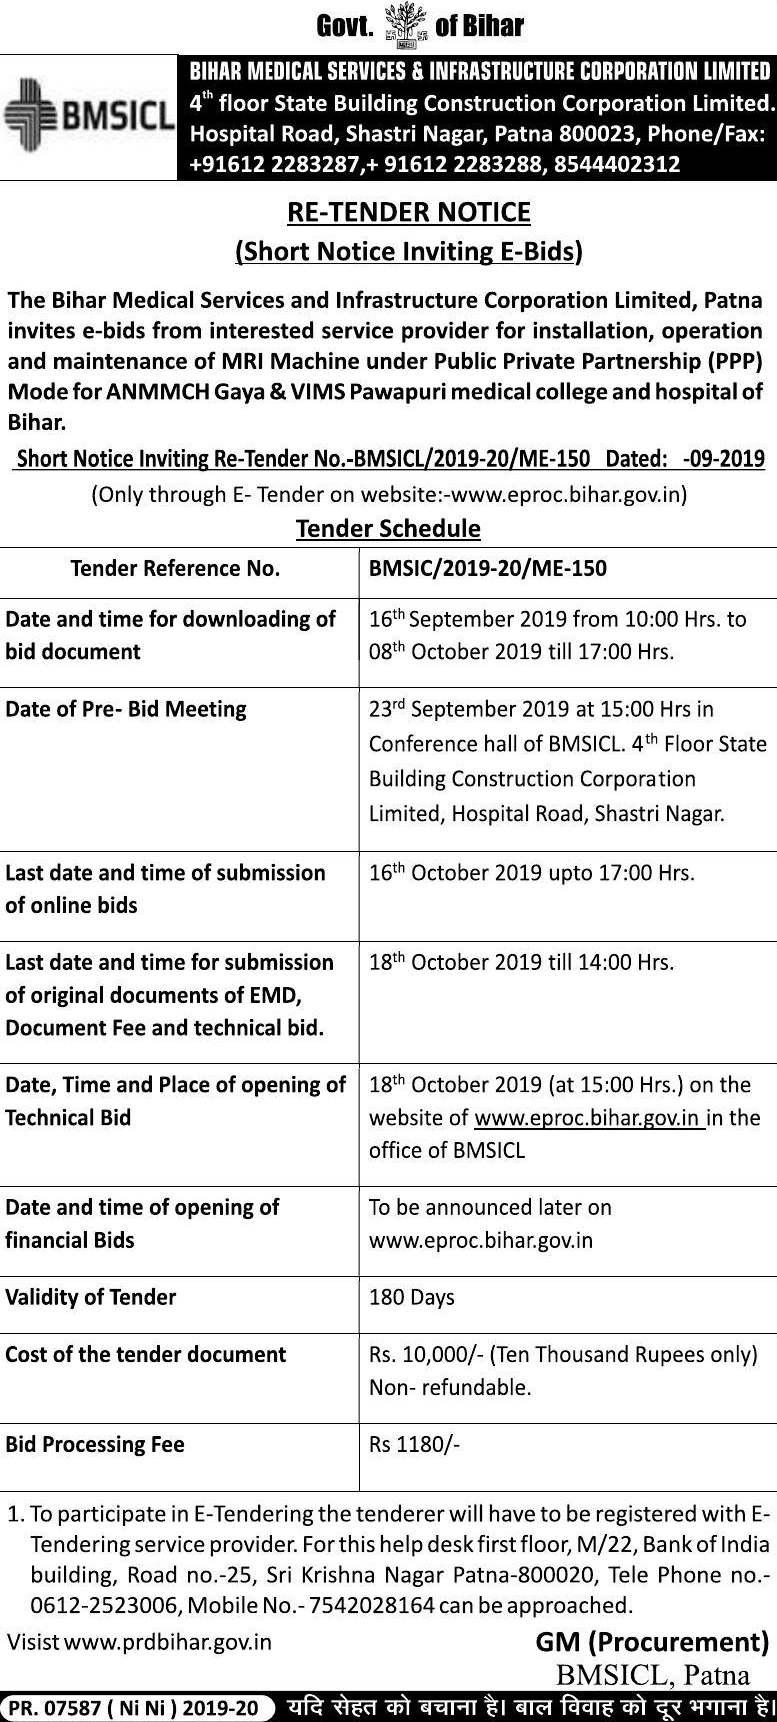 Govt. of Bihar
BMSICL
BIHAR MEDICAL SERVICES & INFRASTRUCTURE CORPORATION LIMITED
4th floor State Building Construction Corporation Limited.
Hospital Road, Shastri Nagar, Patna 800023, Phone/Fax:
+91612 2283287,+ 91612 2283288, 8544402312
RE-TENDER NOTICE
(Short Notice Inviting E-Bids)
The Bihar Medical Services and Infrastructure Corporation Limited, Patna
invites e-bids from interested service provider for installation, operation
and maintenance of MRI Machine under Public Private Partnership (PPP)
Mode for ANMMCH Gaya & VIMS Pawapuri medical college and hospital of
Bihar.
Short Notice Inviting Re-Tender No.-BMSICL/2019-20/ME-150 Dated: -09-2019
(Only through E- Tender on website:-www.eproc.bihar.gov.in)
Tender Schedule
Tender Reference No. BMSIC/2019-20/ME-150
Date and time for downloading of
bid document
16th September 2019 from 10:00 Hrs. to
08th October 2019 till 17:00 Hrs.
Date of Pre- Bid Meeting
23rd September 2019 at 15:00 Hrs in
Conference hall of BMSICL. 4th Floor State
Building Construction Corporation
Limited, Hospital Road, Shastri Nagar.
Last date and time of submission
of online bids
16th October 2019 upto 17:00 Hrs.
Last date and time for submission
of original documents of EMD,
Document Fee and technical bid.
18th October 2019 till 14:00 Hrs.
Date, Time and Place of opening of
Technical Bid
18th October 2019 (at 15:00 Hrs.) on the
website of www.eproc.bihar.gov.in in the
office of BMSICL
Date and time of opening of
financial Bids
To be announced later on
www.eproc.bihar.gov.in
Validity of Tender 180 Days
Cost of the tender document
Rs. 10,000/- (Ten Thousand Rupees only)
Non- refundable.
Bid Processing Fee Rs 1180/-
1. To participate in E-Tendering the tenderer will have to be registered with E-
Tendering service provider. For this help desk first floor, M/22, Bank of India
building, Road no.-25, Sri Krishna Nagar Patna-800020, Tele Phone no.-
0612-2523006, Mobile No.- 7542028164 can be approached.
Visist www.prdbihar.gov.in
GM (Procurement)
BMSICL, Patna
PR. 07587 ( Ni Ni ) 2019-20 यदि सेहत को बचाना है। बाल विवाह को दूर भगाना है।